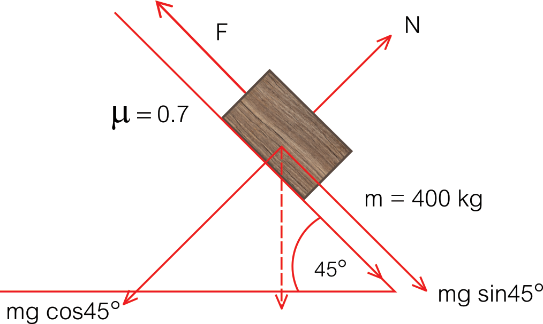 F
N
μ = 0.7
m = 400 kg
45°
mg sin45°
mg cos45°